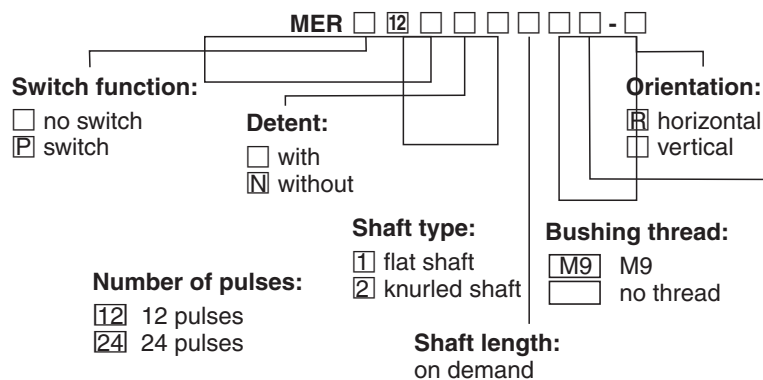 MER □ 12 □ □ □ □ □ □ - □
Switch function:
□ no switch
P switch
Detent:
□ with
N without
Orientation:
R horizontal
□ vertical
Number of pulses:
12 12 pulses
24 24 pulses
Shaft type:
1 flat shaft
2 knurled shaft
Bushing thread:
M9 M9
no thread
Shaft length:
on demand